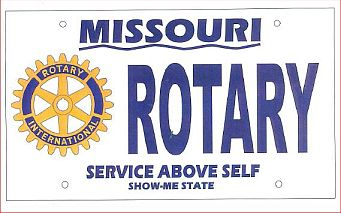 MISSOURI
ROTARY
INTERNATIONAL
ROTARY
SERVICE ABOVE SELF
SHOW-ME STATE